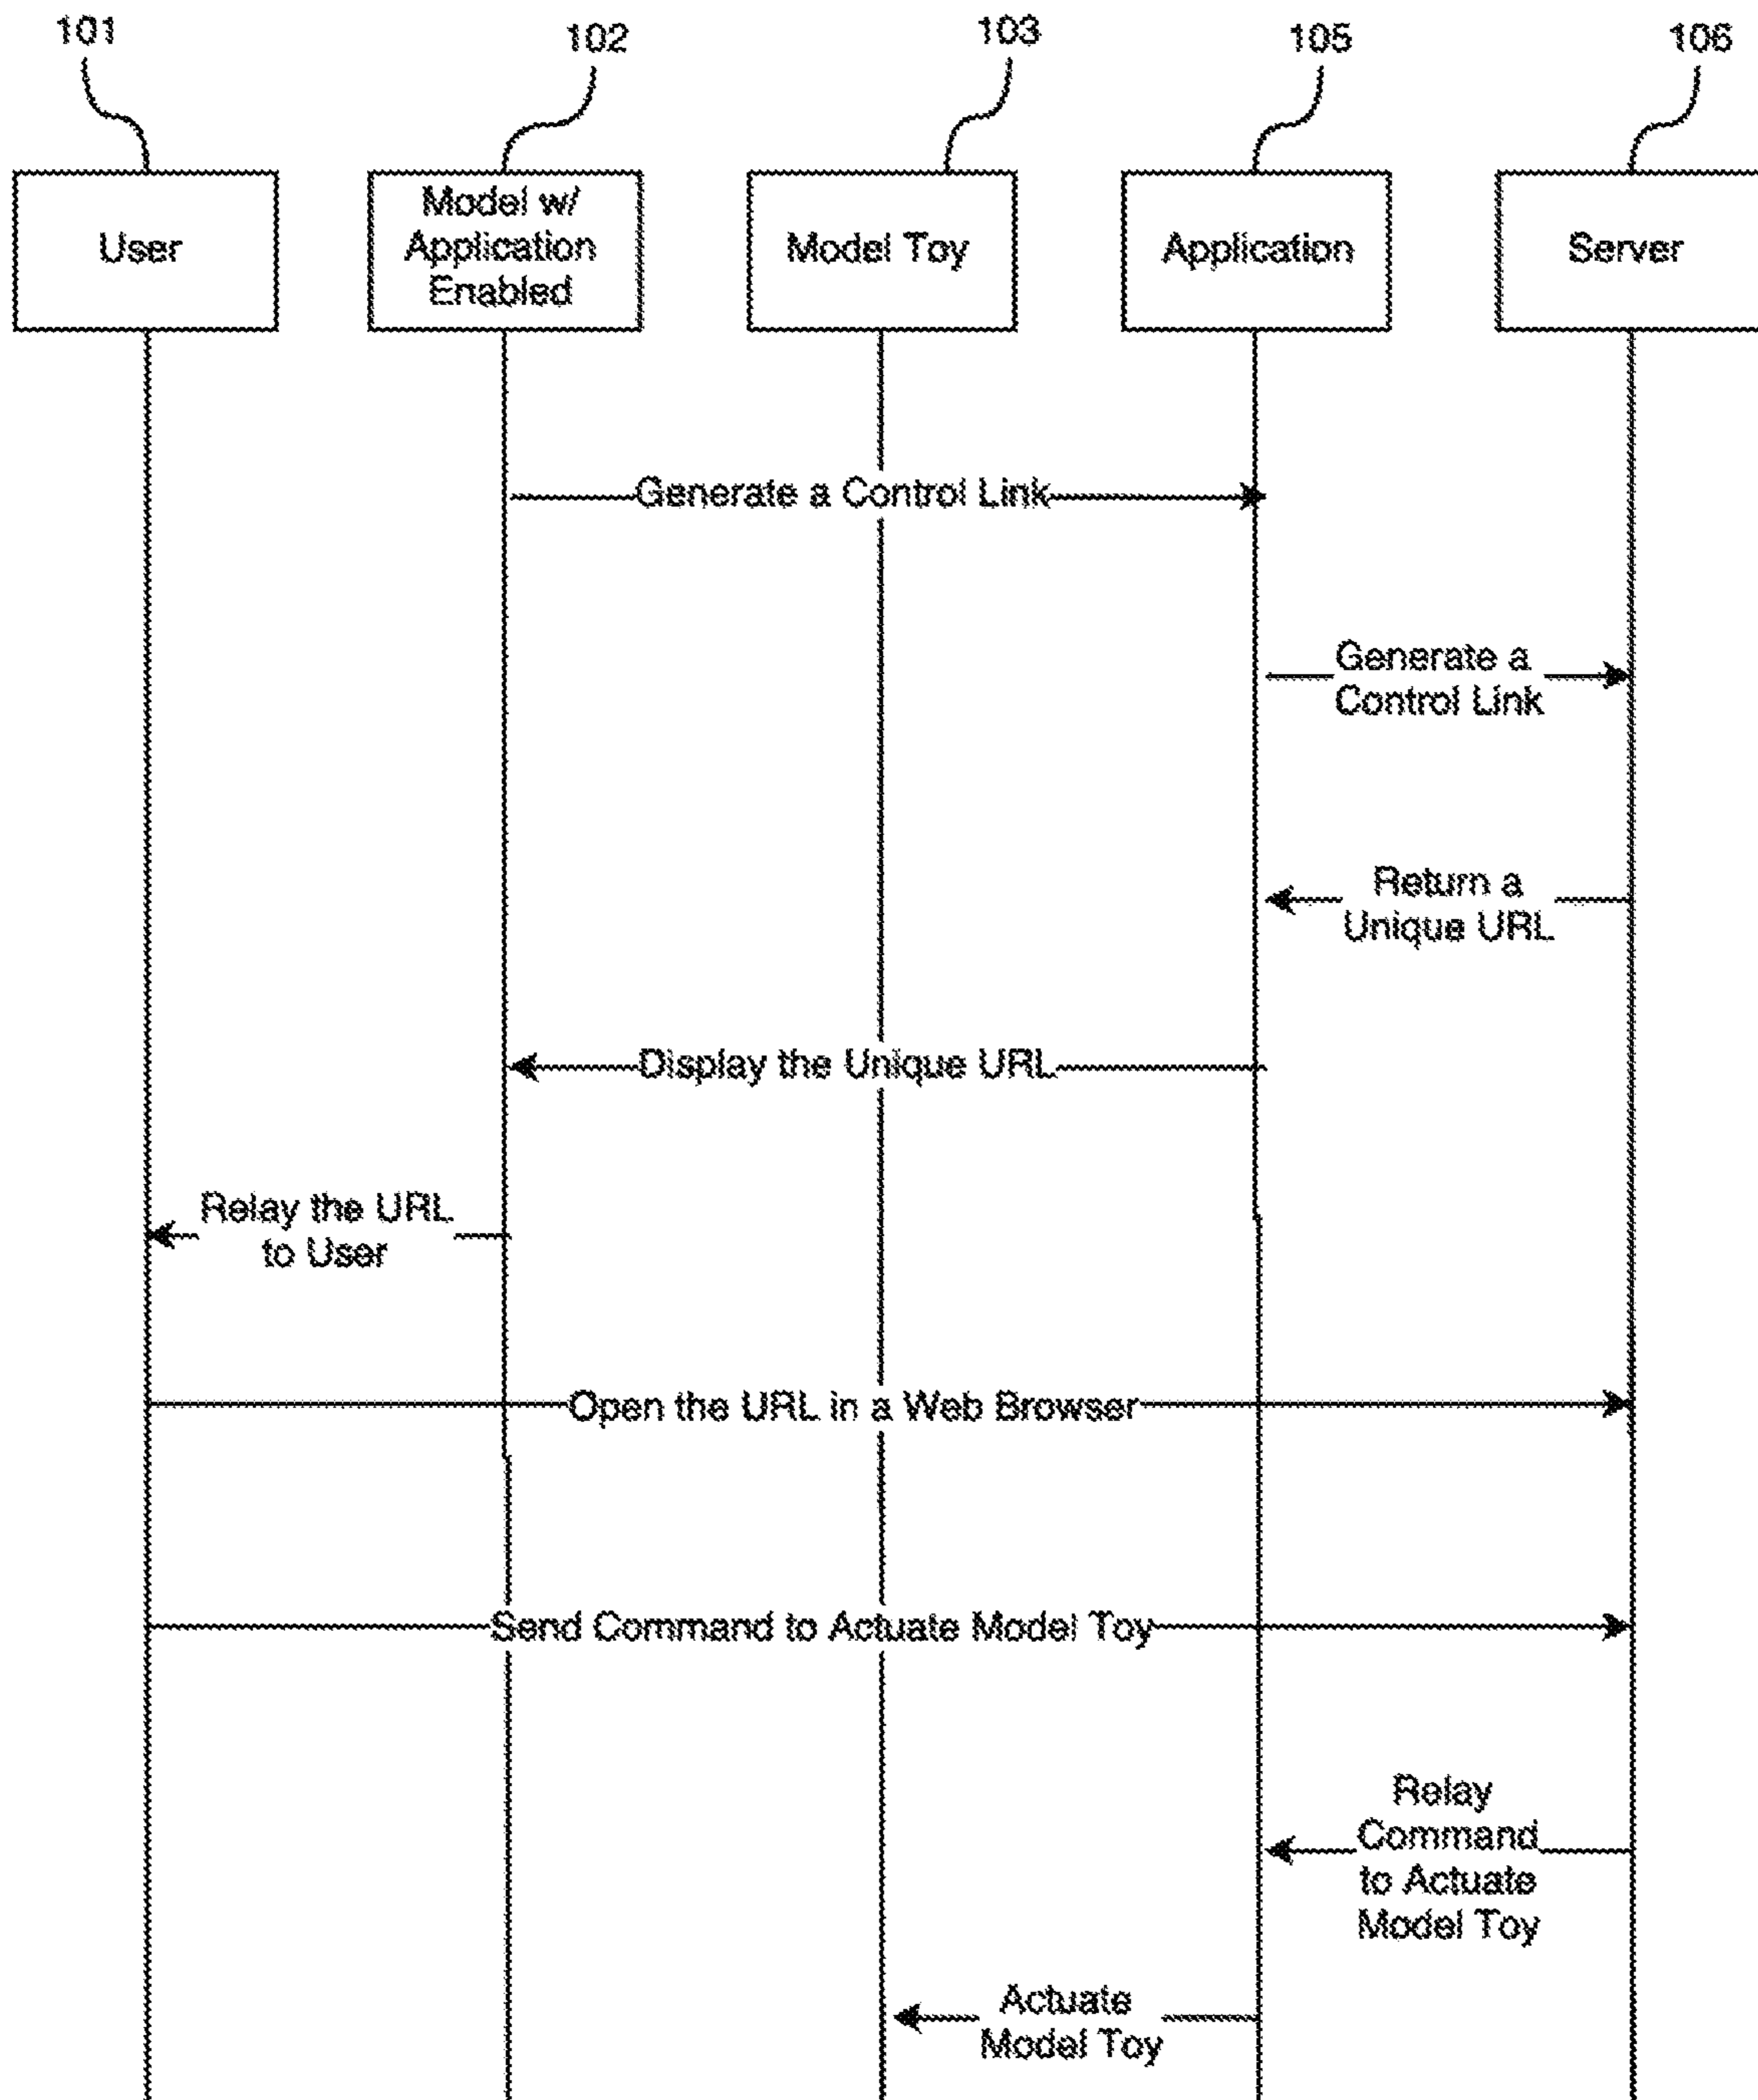 101
102
103
105
106
User
Model w/
Application
Enabled
Model Toy
Application
Server
Generate a Control Link
Generate a
Control Link
Return a
Unique URL
Display the Unique URL
Relay the URL
to User
Open the URL in a Web Browser
Send Command to Actuate Model Toy
Relay
Command
to Actuate
Model Toy
Actuate
Model Toy